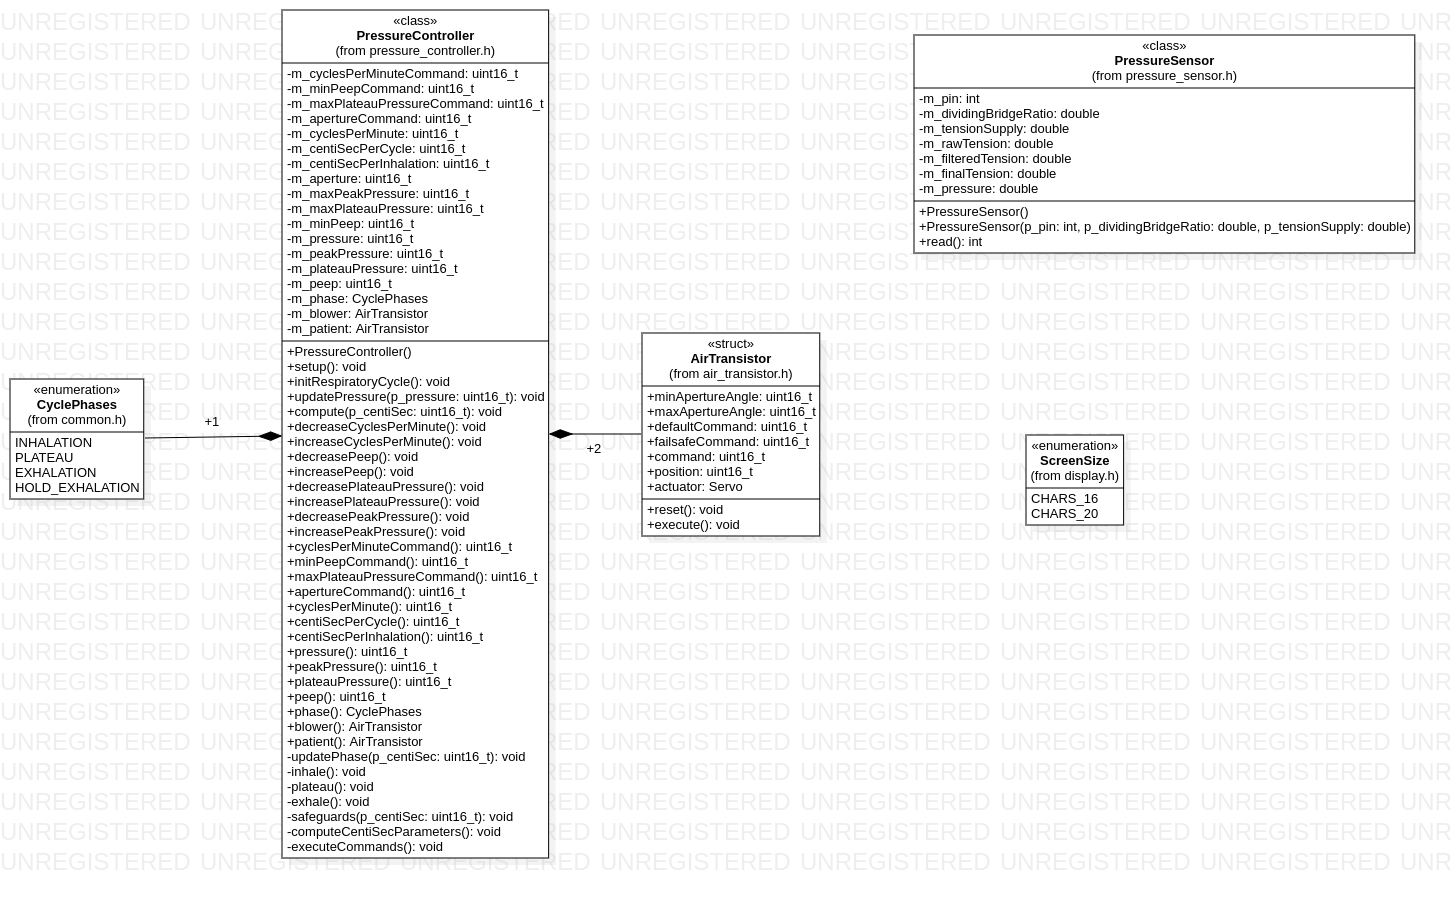 «class»
PressureController
(from pressure_controller.h)
-m_cyclesPerMinuteCommand: uint16_t
-m_minPeepCommand: uint16_t
-m_maxPlateauPressureCommand: uint16_t
-m_apertureCommand: uint16_t
-m_cyclesPerMinute: uint16_t
-m_centiSecPerCycle: uint16_t
-m_centiSecPerInhalation: uint16_t
-m_aperture: uint16_t
-m_maxPeakPressure: uint16_t
-m_maxPlateauPressure: uint16_t
-m_minPeep: uint16_t
-m_pressure: uint16_t
-m_peakPressure: uint16_t
-m_plateauPressure: uint16_t
-m_peep: uint16_t
-m_phase: CyclePhases
-m_blower: AirTransistor
-m_patient: AirTransistor
+PressureController()
+setup(): void
+initRespiratoryCycle(): void
+updatePressure(p_pressure: uint16_t): void
+compute(p_centiSec: uint16_t): void
+decreaseCyclesPerMinute(): void
+increaseCyclesPerMinute(): void
+decreasePeep(): void
+increasePeep(): void
+decreasePlateauPressure(): void
+increasePlateauPressure(): void
+decreasePeakPressure(): void
+increasePeakPressure(): void
+cyclesPerMinuteCommand(): uint16_t
+minPeepCommand(): uint16_t
+maxPlateauPressureCommand(): uint16_t
+apertureCommand(): uint16_t
+cyclesPerMinute(): uint16_t
+centiSecPerCycle(): uint16_t
+centiSecPerInhalation(): uint16_t
+pressure(): uint16_t
+peakPressure(): uint16_t
+plateauPressure(): uint16_t
+peep(): uint16_t
+phase(): CyclePhases
+blower(): AirTransistor
+patient(): AirTransistor
-updatePhase(p_centiSec: uint16_t): void
-inhale(): void
-plateau(): void
-exhale(): void
-safeguards(p_centiSec: uint16_t): void
-computeCentiSecParameters(): void
-executeCommands(): void
«enumeration»
CyclePhases
(from common.h)
INHALATION
PLATEAU
EXHALATION
HOLD_EXHALATION
+1
+2
«struct»
AirTransistor
(from air_transistor.h)
+minApertureAngle: uint16_t
+maxApertureAngle: uint16_t
+defaultCommand: uint16_t
+failsafeCommand: uint16_t
+command: uint16_t
+position: uint16_t
+actuator: Servo
+reset(): void
+execute(): void
«class»
PressureSensor
(from pressure_sensor.h)
-m_pin: int
-m_dividingBridgeRatio: double
-m_tensionSupply: double
-m_rawTension: double
-m_filteredTension: double
-m_finalTension: double
-m_pressure: double
+PressureSensor()
+PressureSensor(p_pin: int, p_dividingBridgeRatio: double, p_tensionSupply: double)
+read(): int
«enumeration»
ScreenSize
(from display.h)
CHARS_16
CHARS_20
UNREGISTERED